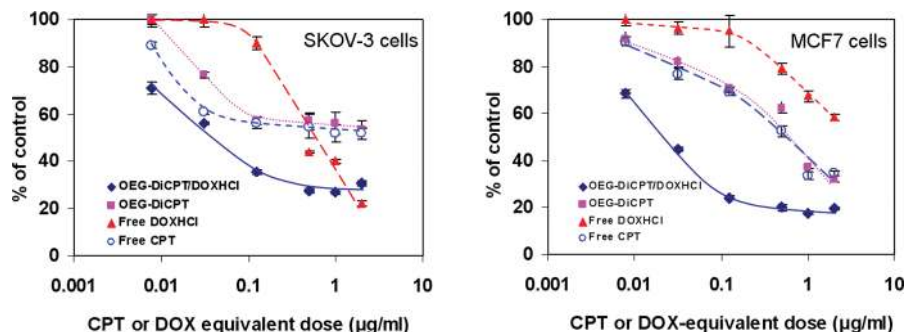 SKOV-3 cells
% of control
100
80
60
40
20
0
OEG-DiCPT/DOXHCl
OEG-DiCPT
Free DOXHCl
Free CPT
0.001
0.01
0.1
1
10
CPT or DOX equivalent dose (µg/ml)
MCF7 cells
% of control
100
80
60
40
20
0
OEG-DiCPT/DOXHCl
OEG-DiCPT
Free DOXHCl
Free CPT
0.001
0.01
0.1
1
10
CPT or DOX-equivalent dose (µg/ml)